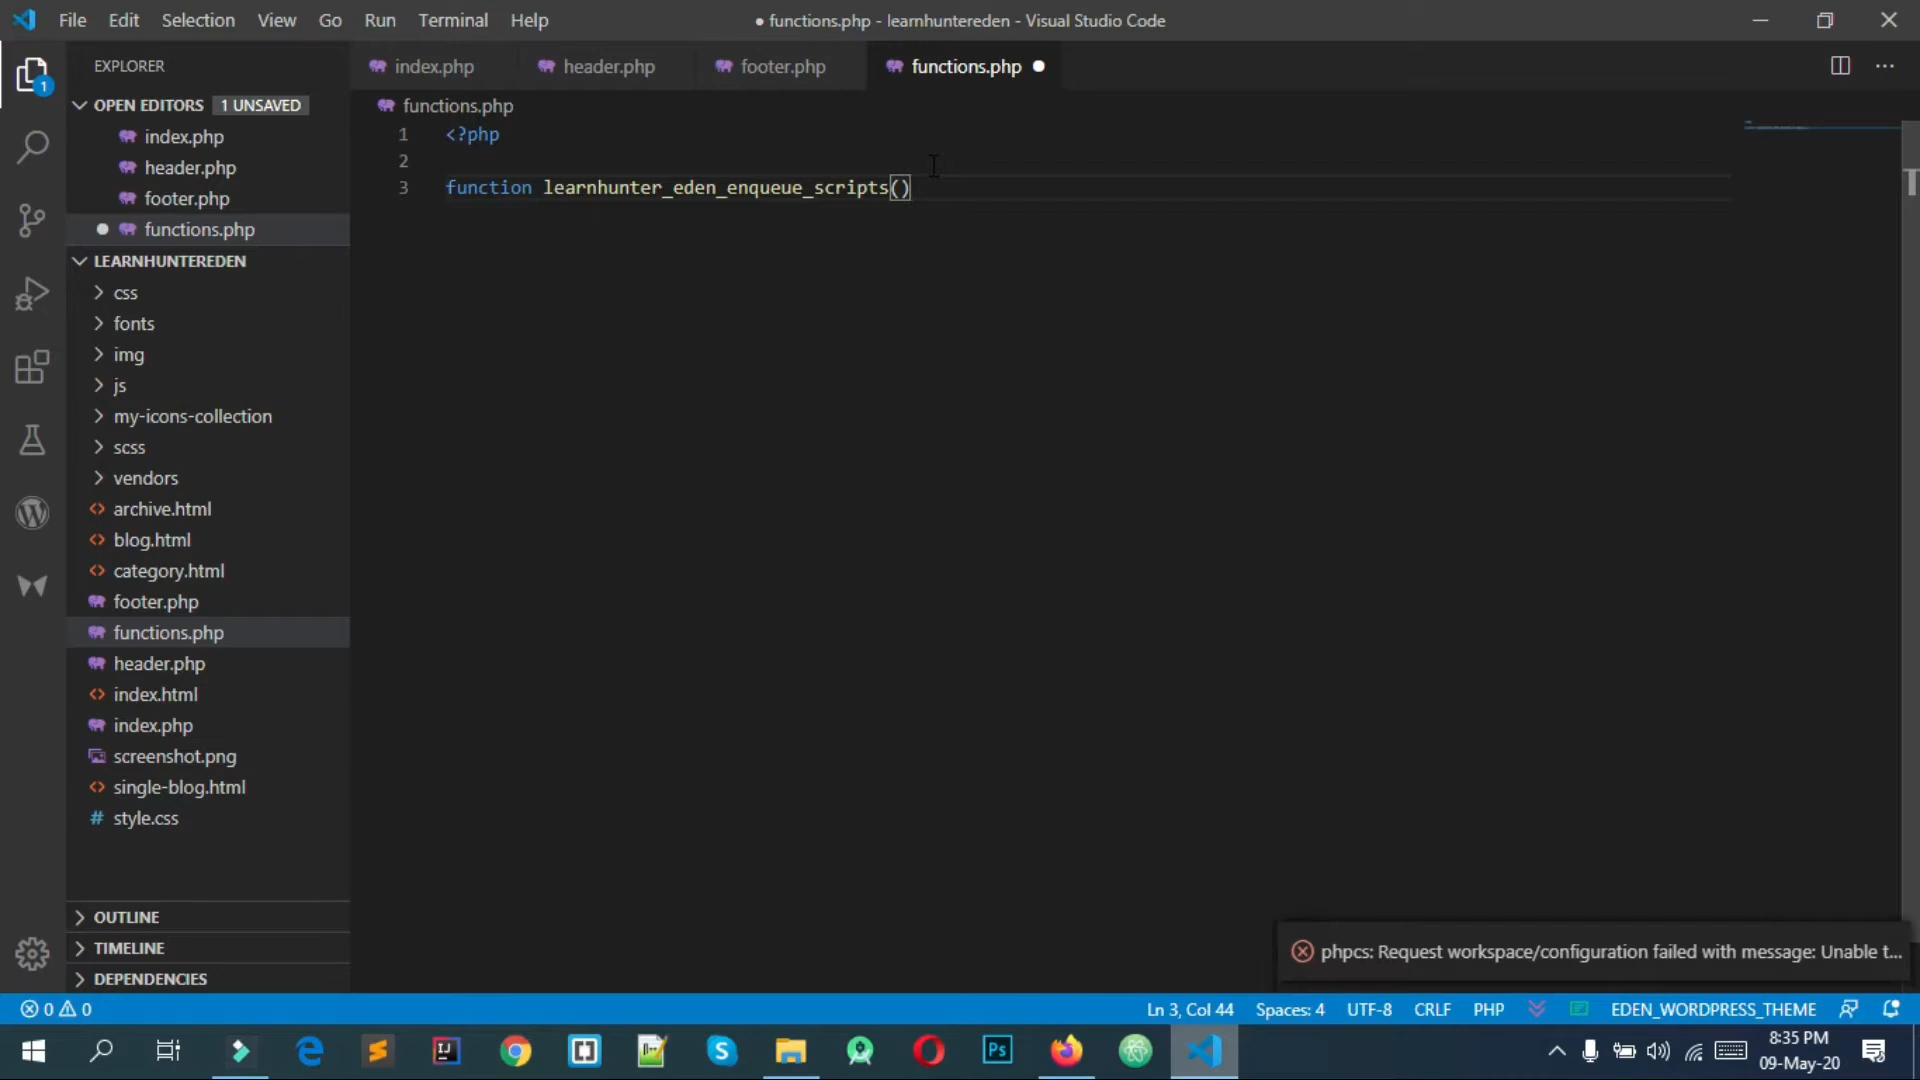 File Edit Selection View Go Run Terminal Help
● functions.php - learnhuntereden - Visual Studio Code
EXPLORER
index.php header.php footer.php functions.php
OPEN EDITORS 1 UNSAVED
index.php
header.php
footer.php
functions.php
functions.php
1 <?php
2
3 function learnhunter_eden_enqueue_scripts()
LEARNHUNTEREDEN
css
fonts
img
js
my-icons-collection
scss
vendors
archive.html
blog.html
category.html
footer.php
functions.php
header.php
index.html
index.php
screenshot.png
single-blog.html
# style.css
OUTLINE
TIMELINE
DEPENDENCIES
phpcs: Request workspace/configuration failed with message: Unable t...
0 0
Ln 3, Col 44 Spaces: 4 UTF-8 CRLF PHP EDEN_WORDPRESS_THEME
8:35 PM
09-May-20
1
Ps